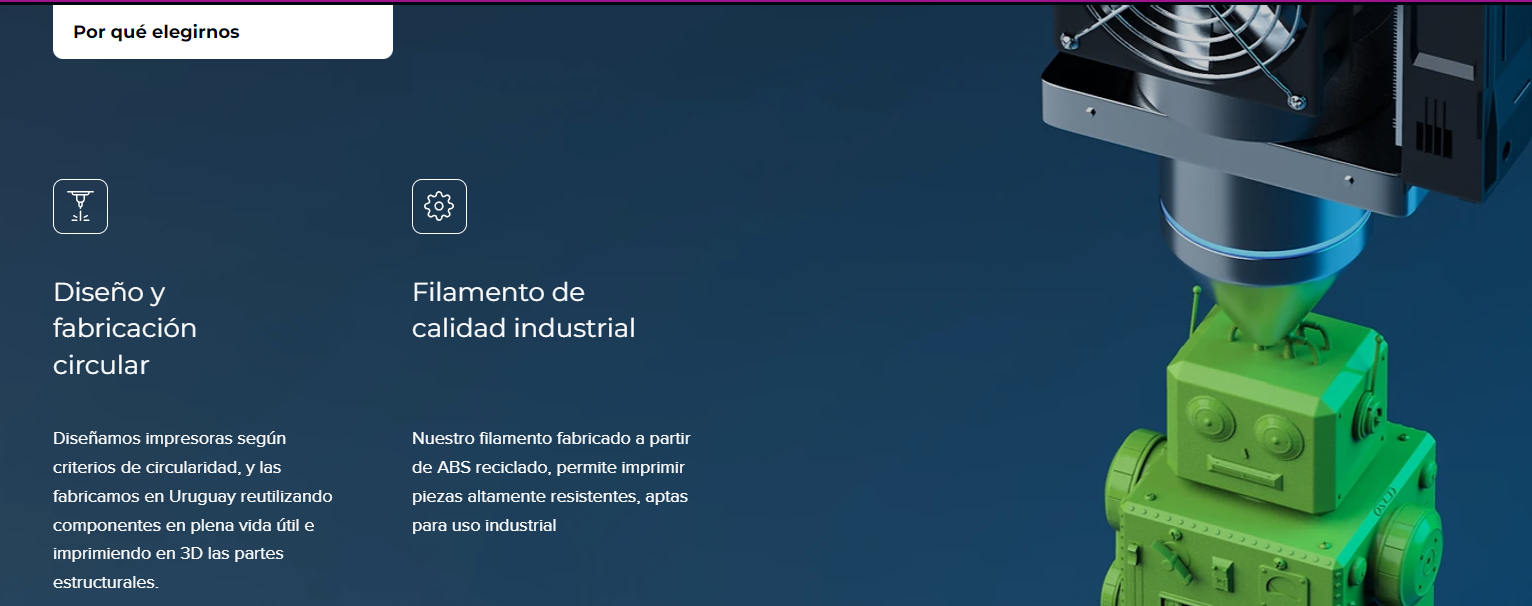 Por qué elegirnos
Diseño y
fabricación
circular
Filamento de
calidad industrial
Diseñamos impresoras según
criterios de circularidad, y las
fabricamos en Uruguay reutilizando
componentes en plena vida útil e
imprimiendo en 3D las partes
estructurales.
Nuestro filamento fabricado a partir
de ABS reciclado, permite imprimir
piezas altamente resistentes, aptas
para uso industrial